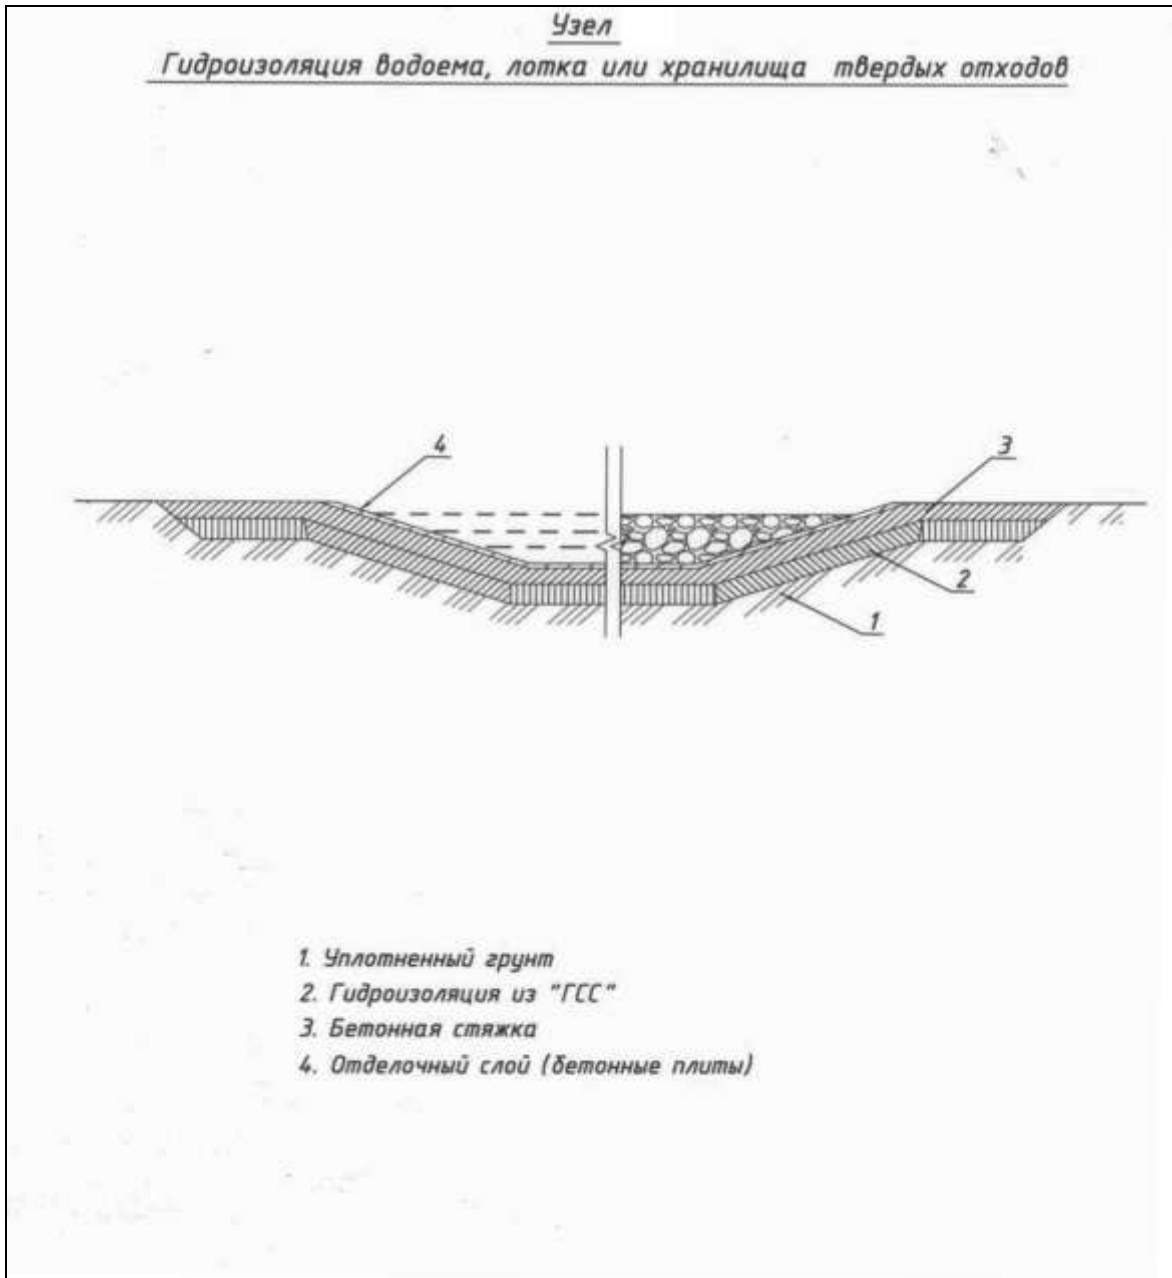 Узел
Гидроизоляция водоема, лотка или хранилища твердых отходов
4
3
2
1
1. Уплотненный грунт
2. Гидроизоляция из "ГСС"
3. Бетонная стяжка
4. Отделочный слой (бетонные плиты)